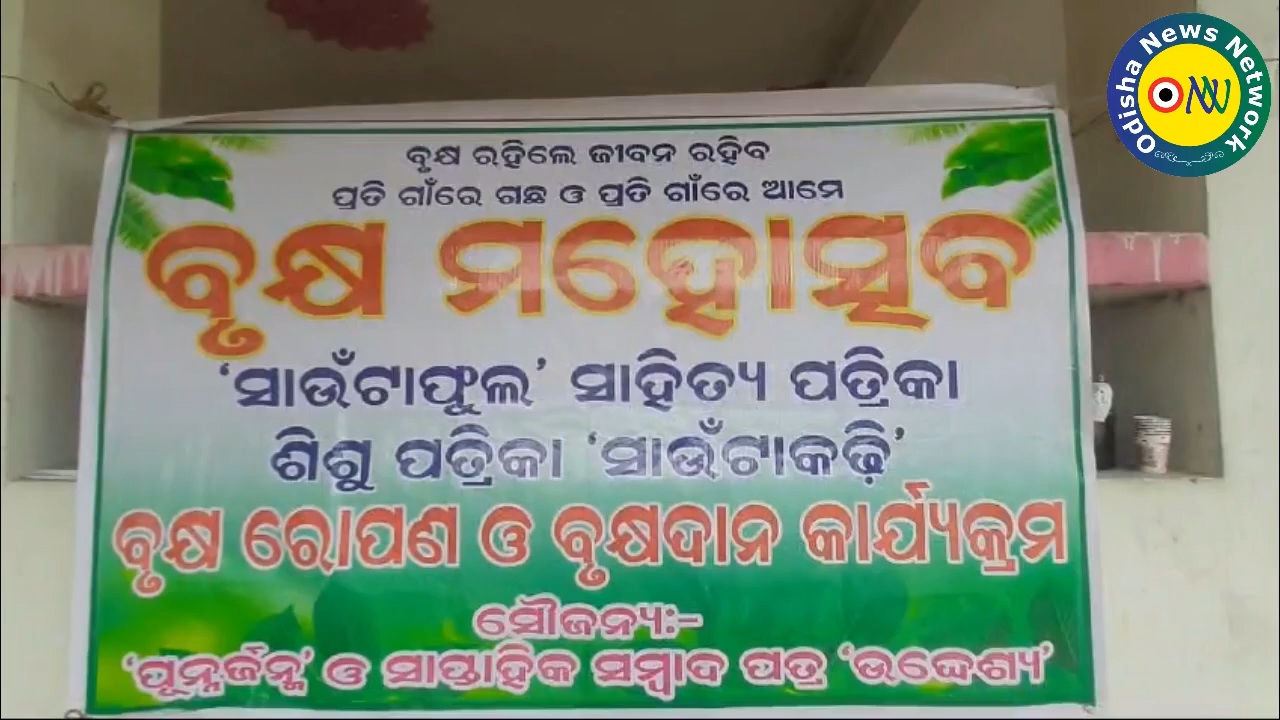 Odisha News Network
ବୃକ୍ଷ ରହିଲେ ଜୀବନ ରହିବ
ପ୍ରତି ଗାଁରେ ଗଛ ଓ ପ୍ରତି ଗାଁରେ ଆମେ
ବୃକ୍ଷ ମହୋତ୍ସବ
‘ସାଉଁଟାଫୁଲ’ ସାହିତ୍ୟ ପତ୍ରିକା
ଶିଶୁ ପତ୍ରିକା ‘ସାଉଁଟାକଢ଼ି’
ବୃକ୍ଷ ରୋପଣ ଓ ବୃକ୍ଷଦାନ କାର୍ଯ୍ୟକ୍ରମ
ସୌଜନ୍ୟଃ-
‘ପୂନ୍ନର୍ଜନ୍ମ’ ଓ ସାପ୍ତାହିକ ସମ୍ବାଦ ପତ୍ର ‘ଉଦ୍ଦେଶ୍ୟ’